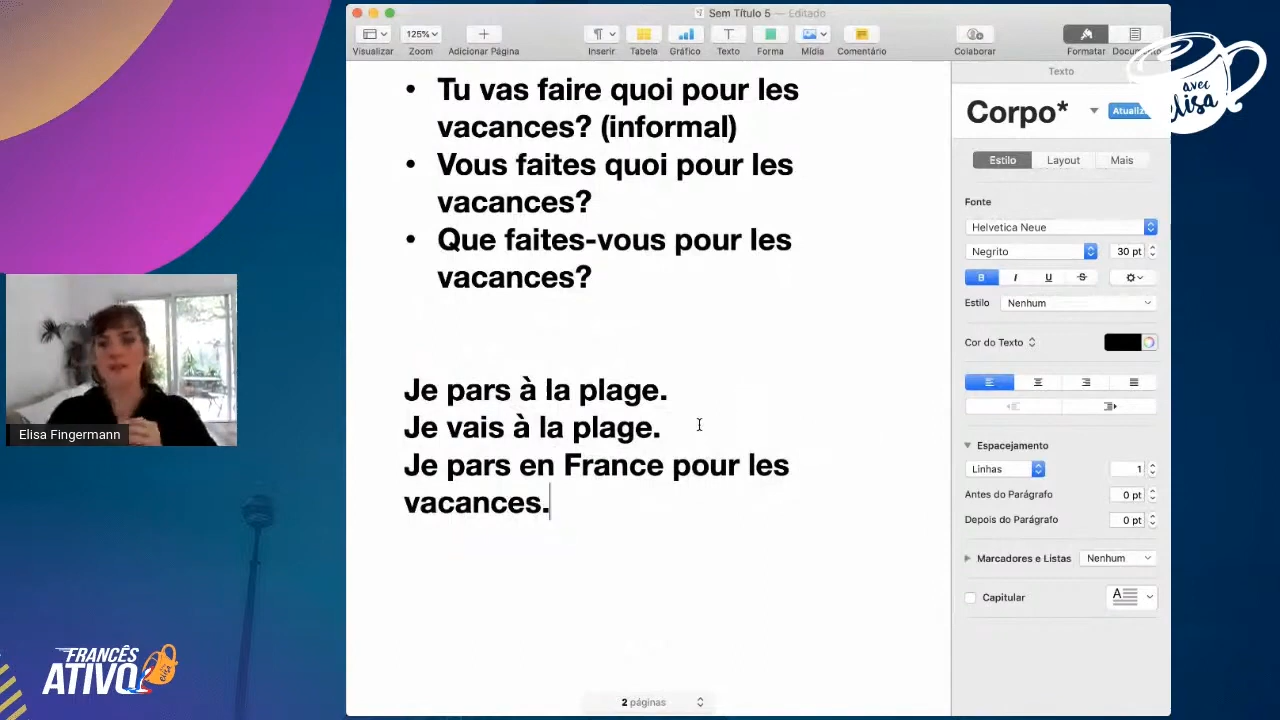 Sem Título 5 — Editado
125%
Visualizar
Zoom
Adicionar Página
Inserir
Tabela
Gráfico
Texto
Forma
Mídia
Comentário
Colaborar
Formatar
• Tu vas faire quoi pour les
vacances? (informal)
• Vous faites quoi pour les
vacances?
• Que faites-vous pour les
vacances?
Je pars à la plage.
Je vais à la plage.
Je pars en France pour les
vacances.
2 páginas
Texto
avec
elisa
Corpo*
Estilo
Layout
Mais
Fonte
Helvetica Neue
Negrito
30 pt
B I U S
Estilo
Nenhum
Cor do Texto
Espaçejamento
Linhas
1
Antes do Parágrafo
0 pt
Depois do Parágrafo
0 pt
Marcadores e Listas
Nenhum
Capitular
A
Elisa Fingermann
FRANCÊS
ATIVO